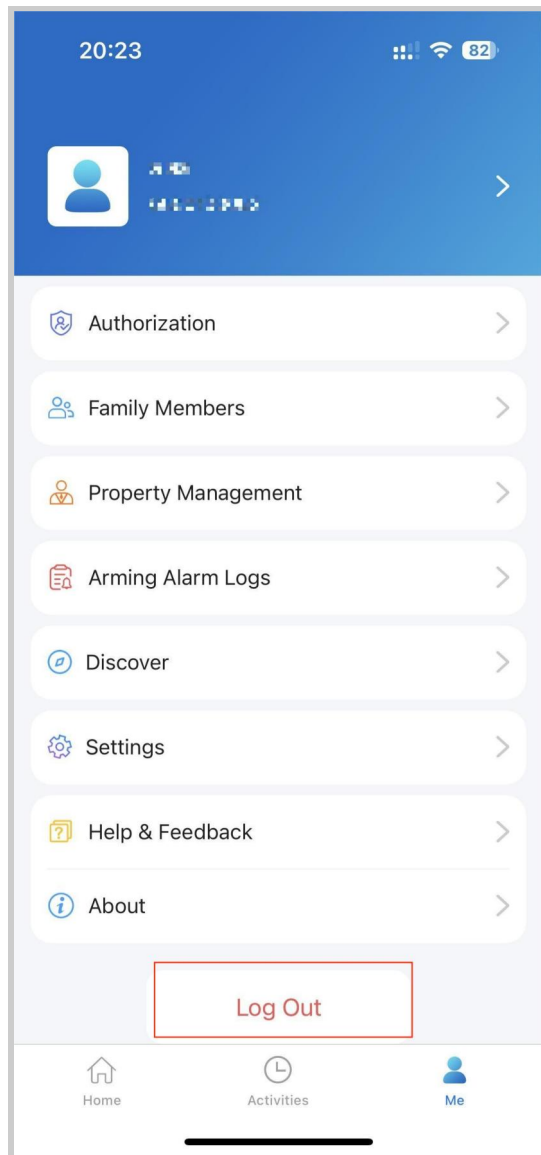 20:23
82
Authorization
Family Members
Property Management
Arming Alarm Logs
Discover
Settings
Help & Feedback
About
Log Out
Home
Activities
Me